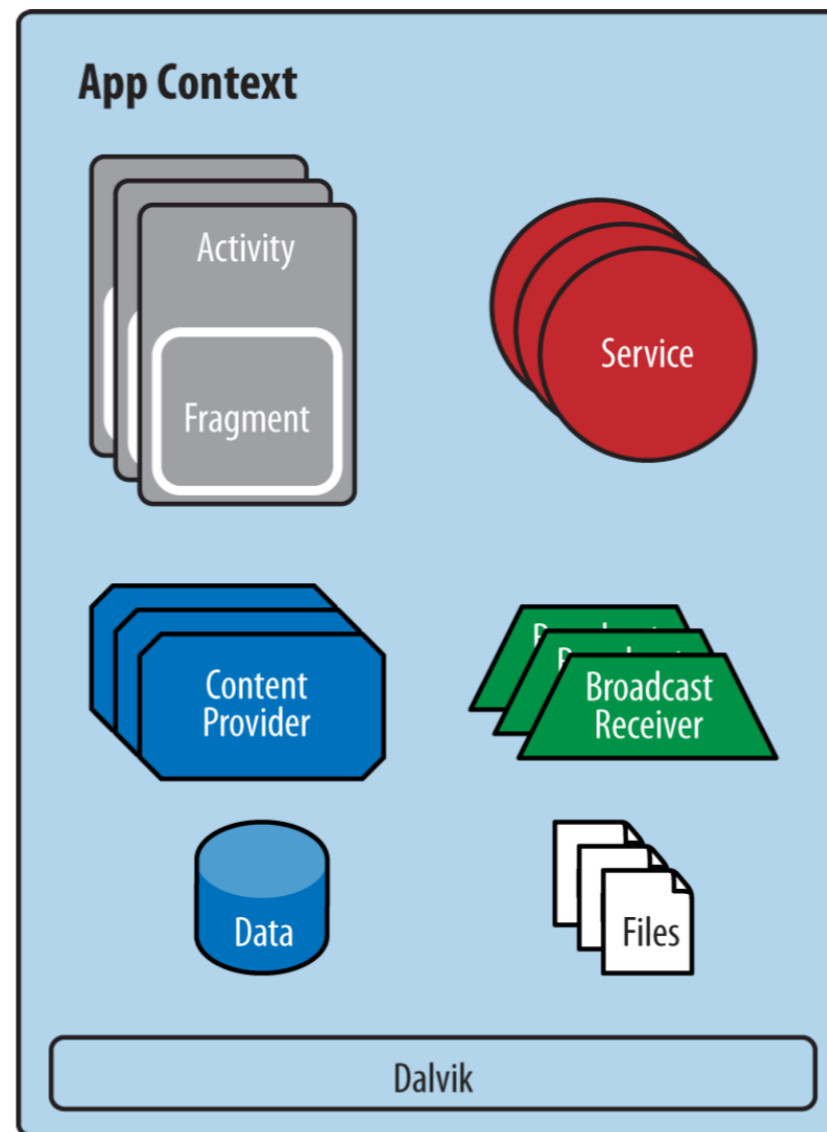 App Context
Activity
Fragment
Service
Content
Provider
Broadcast
Receiver
Data
Files
Dalvik